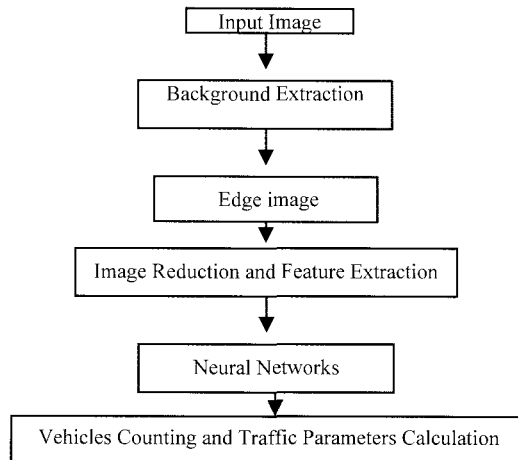 Input Image
Background Extraction
Edge image
Image Reduction and Feature Extraction
Neural Networks
Vehicles Counting and Traffic Parameters Calculation